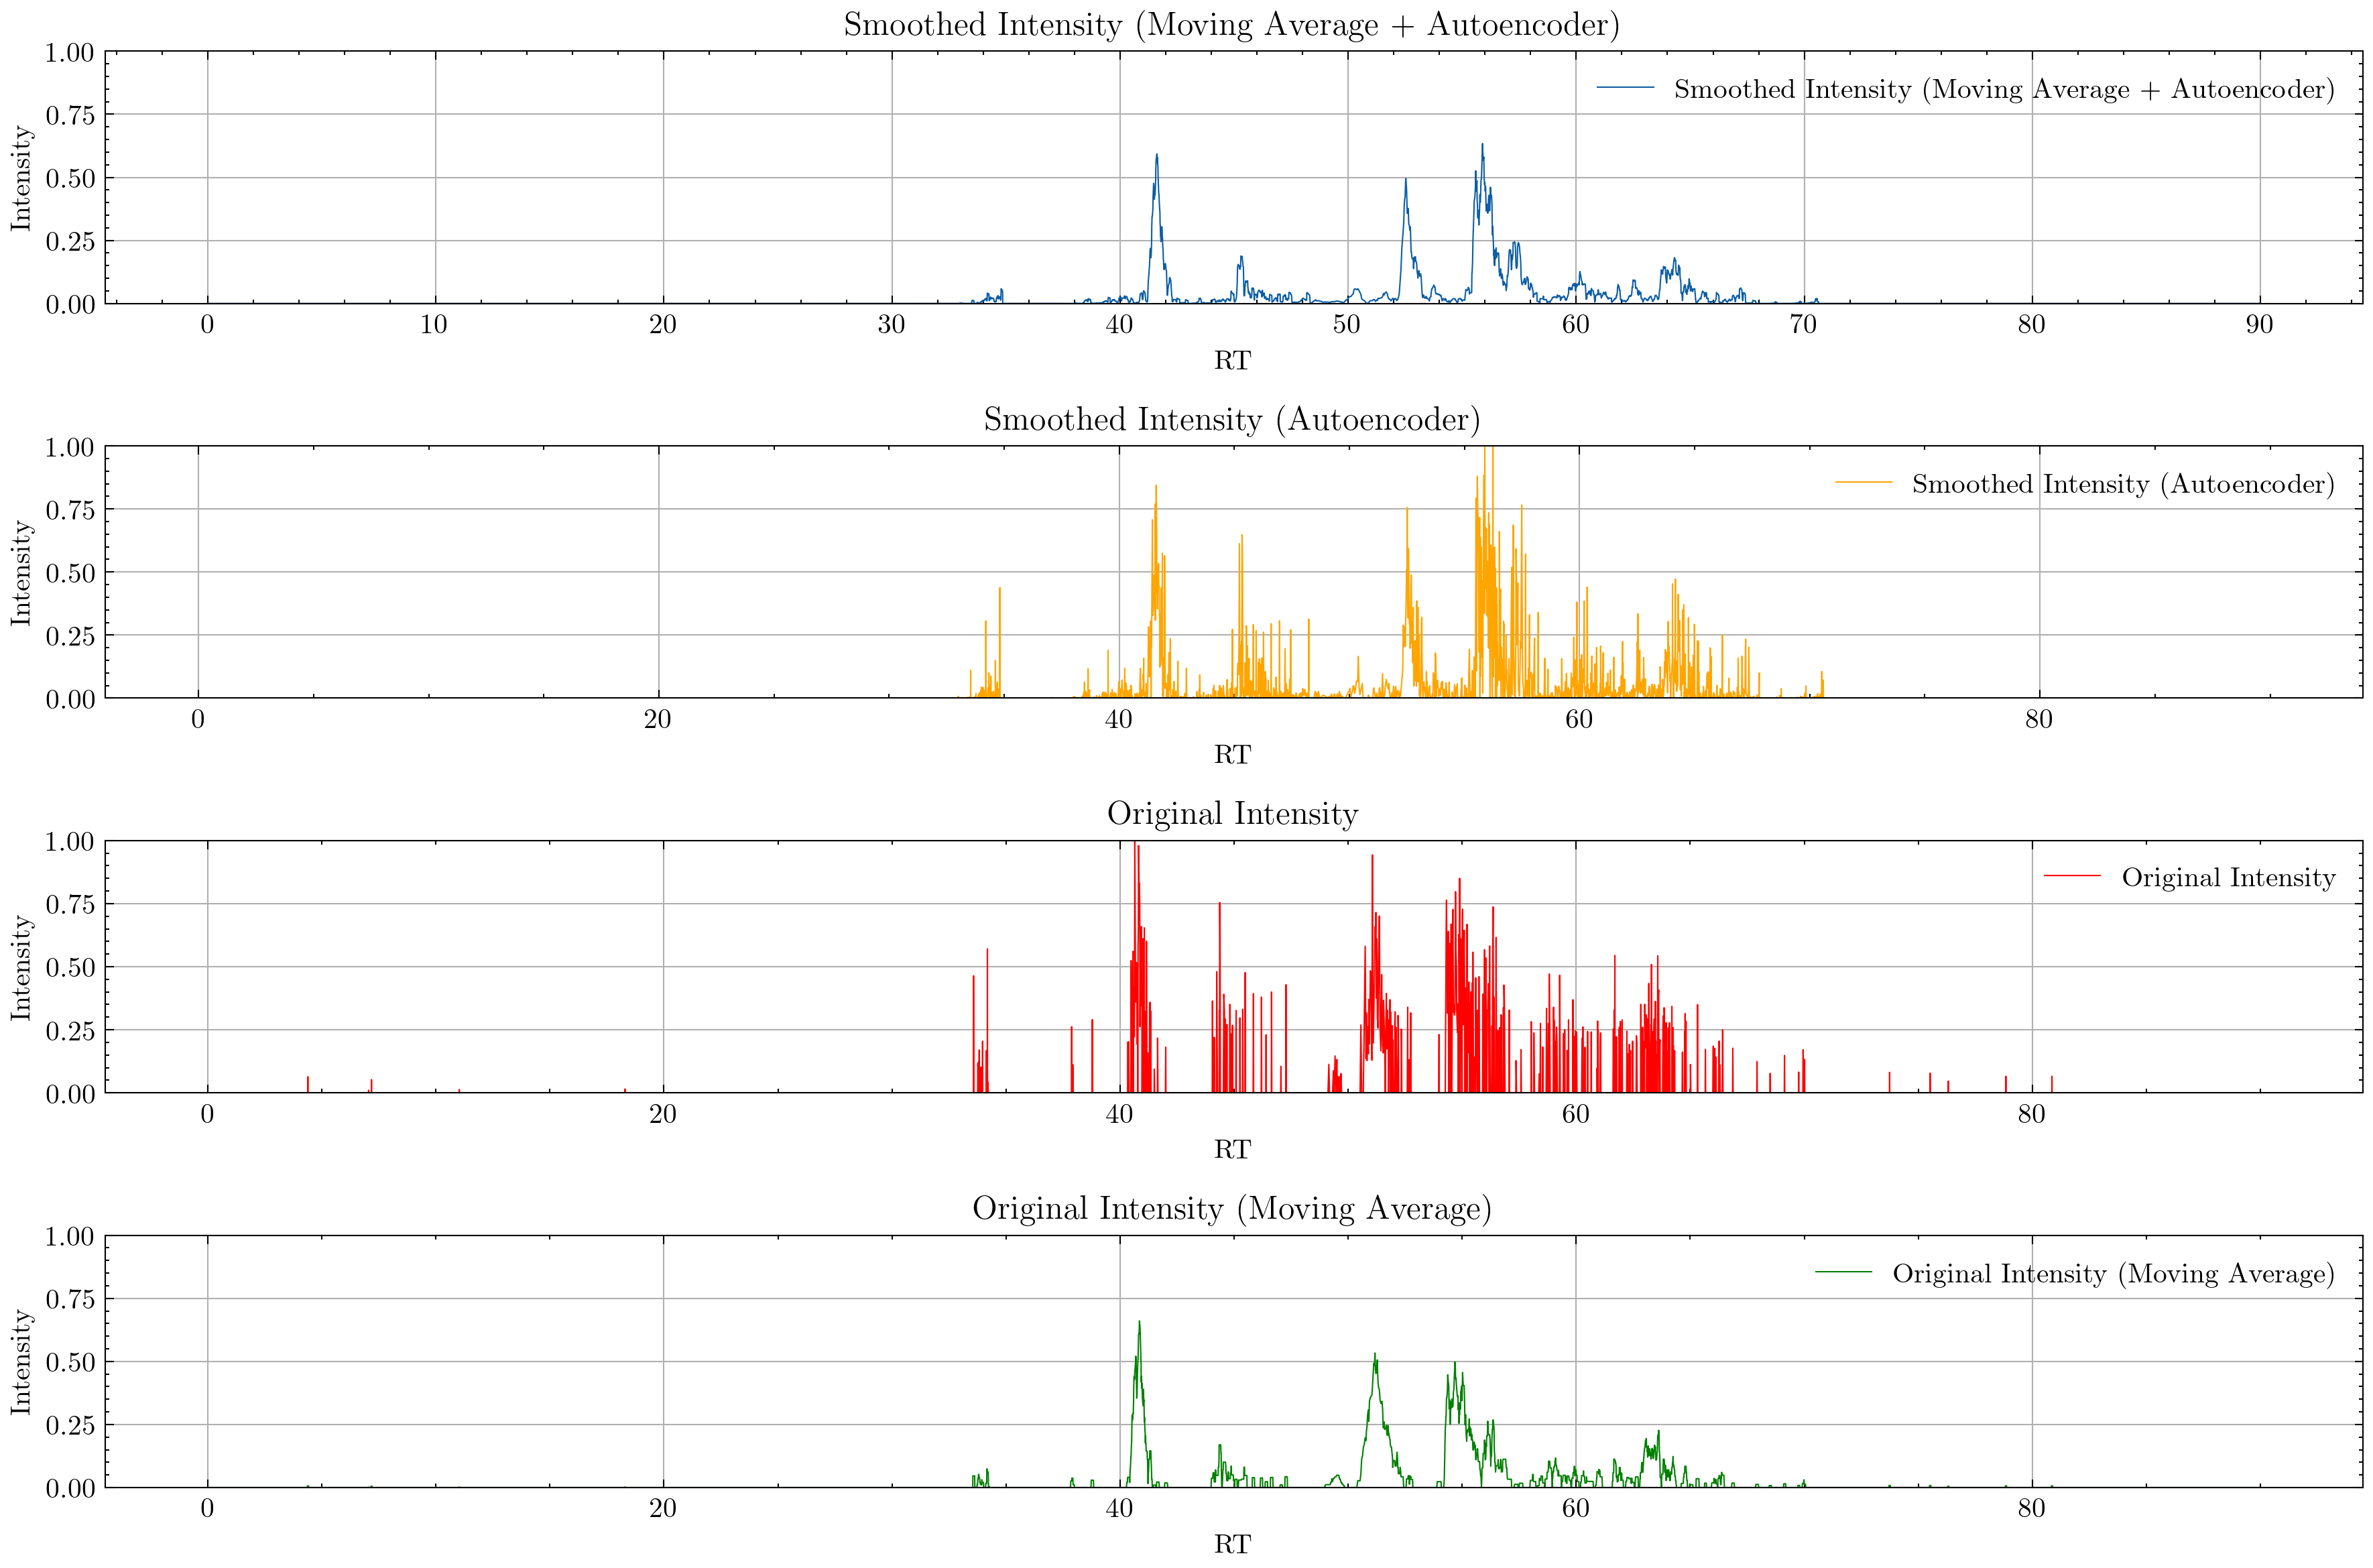 Smoothed Intensity (Moving Average + Autoencoder)
Intensity
1.00
0.75
0.50
0.25
0.00
Smoothed Intensity (Moving Average + Autoencoder)
0 10 20 30 40 50 60 70 80 90
RT
Smoothed Intensity (Autoencoder)
Intensity
1.00
0.75
0.50
0.25
0.00
Smoothed Intensity (Autoencoder)
0 20 40 60 80
RT
Original Intensity
Intensity
1.00
0.75
0.50
0.25
0.00
Original Intensity
0 20 40 60 80
RT
Original Intensity (Moving Average)
Intensity
1.00
0.75
0.50
0.25
0.00
Original Intensity (Moving Average)
0 20 40 60 80
RT